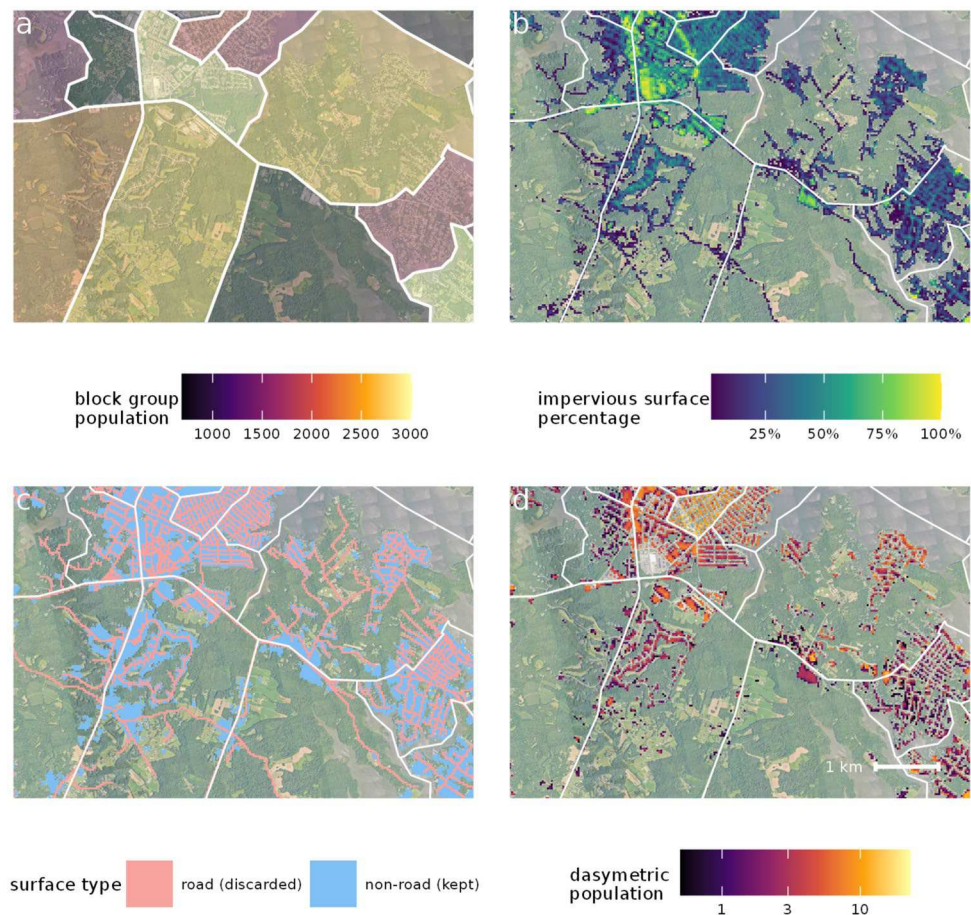 a
b
block group
population
1000 1500 2000 2500 3000
impervious surface
percentage
25% 50% 75% 100%
c
d
1 km
surface type road (discarded) non-road (kept)
dasymetric
population
1 3 10